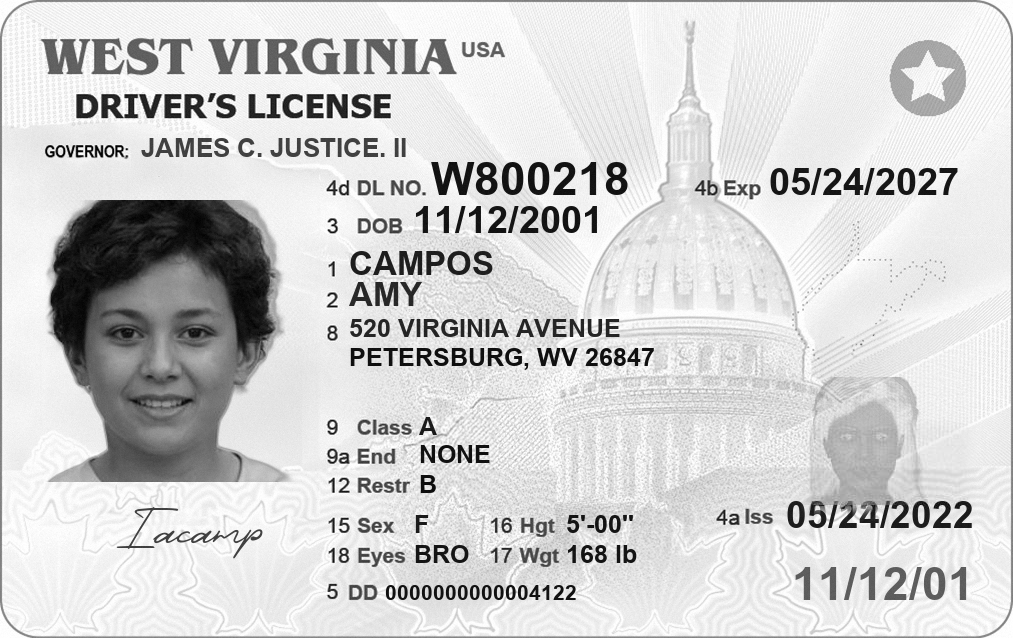 WEST VIRGINIA USA
DRIVER'S LICENSE
GOVERNOR; JAMES C. JUSTICE. II
4d DL NO. W800218 4b Exp 05/24/2027
3 DOB 11/12/2001
1 CAMPOS
2 AMY
8 520 VIRGINIA AVENUE
PETERSBURG, WV 26847
9 Class A
9a End NONE
12 Restr B
15 Sex F 16 Hgt 5'-00" 4a Iss 05/24/2022
18 Eyes BRO 17 Wgt 168 lb
5 DD 0000000000004122 11/12/01
Iacamp